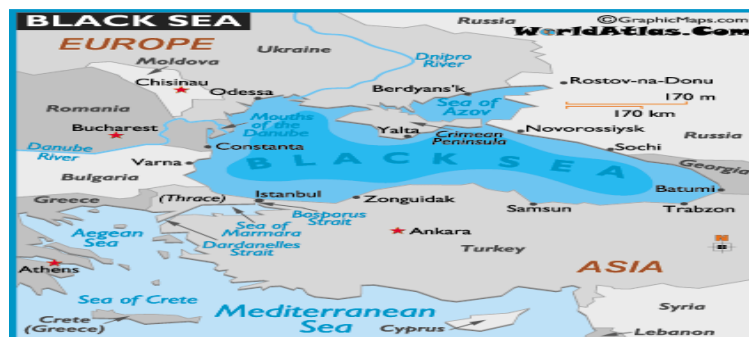 BLACK SEA
©GraphicMaps.com
WorldAtlas.Com
EUROPE
Russia
Ukraine
Moldova
Dnipro
River
Chisinau
Odessa
Berdyans'k
Rostov-na-Donu
170 m
170 km
Sea of
Azov
Romania
Mouths
of the
Danube
Bucharest
Yalta
Crimean
Peninsula
Novorossiysk
Russia
Danube
River
Constanta
Sochi
Varna
BLACK SEA
Georgia
Bulgaria
Batumi
Greece
(Thrace)
Istanbul
Zonguidak
Samsun
Trabzon
Bosporus
Strait
Aegean
Sea
Sea of
Marmara
Dardanelles
Strait
Ankara
N
Turkey
Athens
ASIA
Sea of Crete
Mediterranean
Sea
Crete
(Greece)
Cyprus
Syria
Lebanon